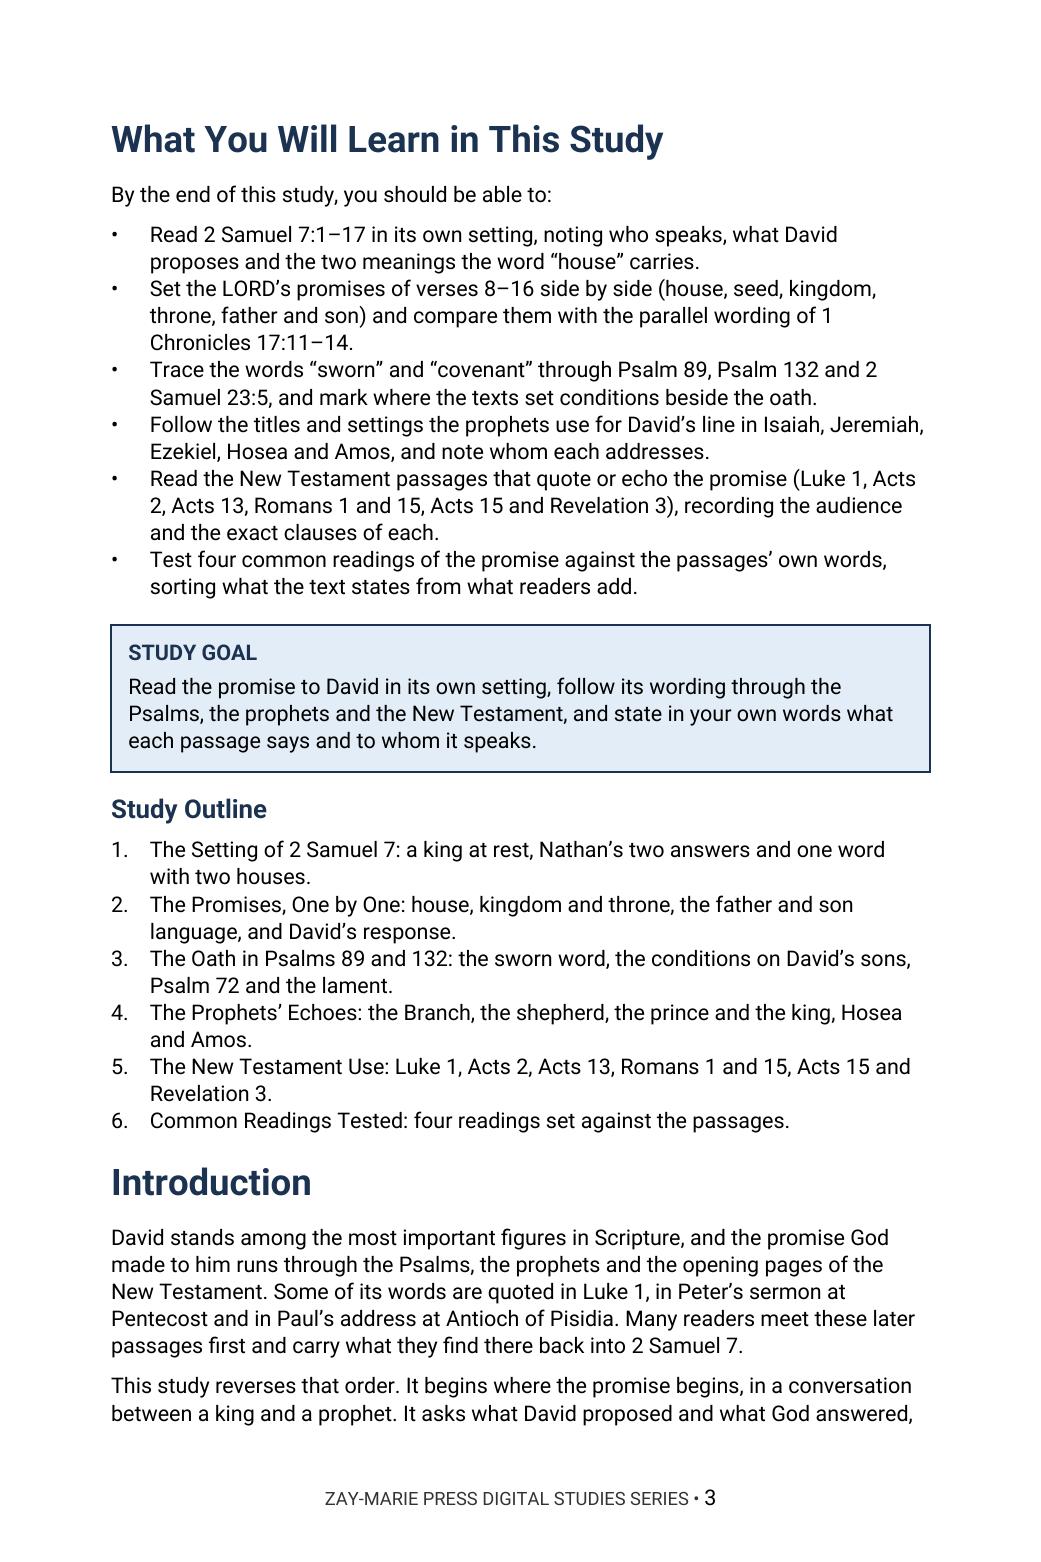 What You Will Learn in This Study
By the end of this study, you should be able to:
• Read 2 Samuel 7:1–17 in its own setting, noting who speaks, what David
proposes and the two meanings the word “house” carries.
• Set the LORD’s promises of verses 8–16 side by side (house, seed, kingdom,
throne, father and son) and compare them with the parallel wording of 1
Chronicles 17:11–14.
• Trace the words “sworn” and “covenant” through Psalm 89, Psalm 132 and 2
Samuel 23:5, and mark where the texts set conditions beside the oath.
• Follow the titles and settings the prophets use for David’s line in Isaiah, Jeremiah,
Ezekiel, Hosea and Amos, and note whom each addresses.
• Read the New Testament passages that quote or echo the promise (Luke 1, Acts
2, Acts 13, Romans 1 and 15, Acts 15 and Revelation 3), recording the audience
and the exact clauses of each.
• Test four common readings of the promise against the passages’ own words,
sorting what the text states from what readers add.
STUDY GOAL
Read the promise to David in its own setting, follow its wording through the
Psalms, the prophets and the New Testament, and state in your own words what
each passage says and to whom it speaks.
Study Outline
1. The Setting of 2 Samuel 7: a king at rest, Nathan’s two answers and one word
with two houses.
2. The Promises, One by One: house, kingdom and throne, the father and son
language, and David’s response.
3. The Oath in Psalms 89 and 132: the sworn word, the conditions on David’s sons,
Psalm 72 and the lament.
4. The Prophets’ Echoes: the Branch, the shepherd, the prince and the king, Hosea
and Amos.
5. The New Testament Use: Luke 1, Acts 2, Acts 13, Romans 1 and 15, Acts 15 and
Revelation 3.
6. Common Readings Tested: four readings set against the passages.
Introduction
David stands among the most important figures in Scripture, and the promise God
made to him runs through the Psalms, the prophets and the opening pages of the
New Testament. Some of its words are quoted in Luke 1, in Peter’s sermon at
Pentecost and in Paul’s address at Antioch of Pisidia. Many readers meet these later
passages first and carry what they find there back into 2 Samuel 7.
This study reverses that order. It begins where the promise begins, in a conversation
between a king and a prophet. It asks what David proposed and what God answered,
ZAY-MARIE PRESS DIGITAL STUDIES SERIES • 3